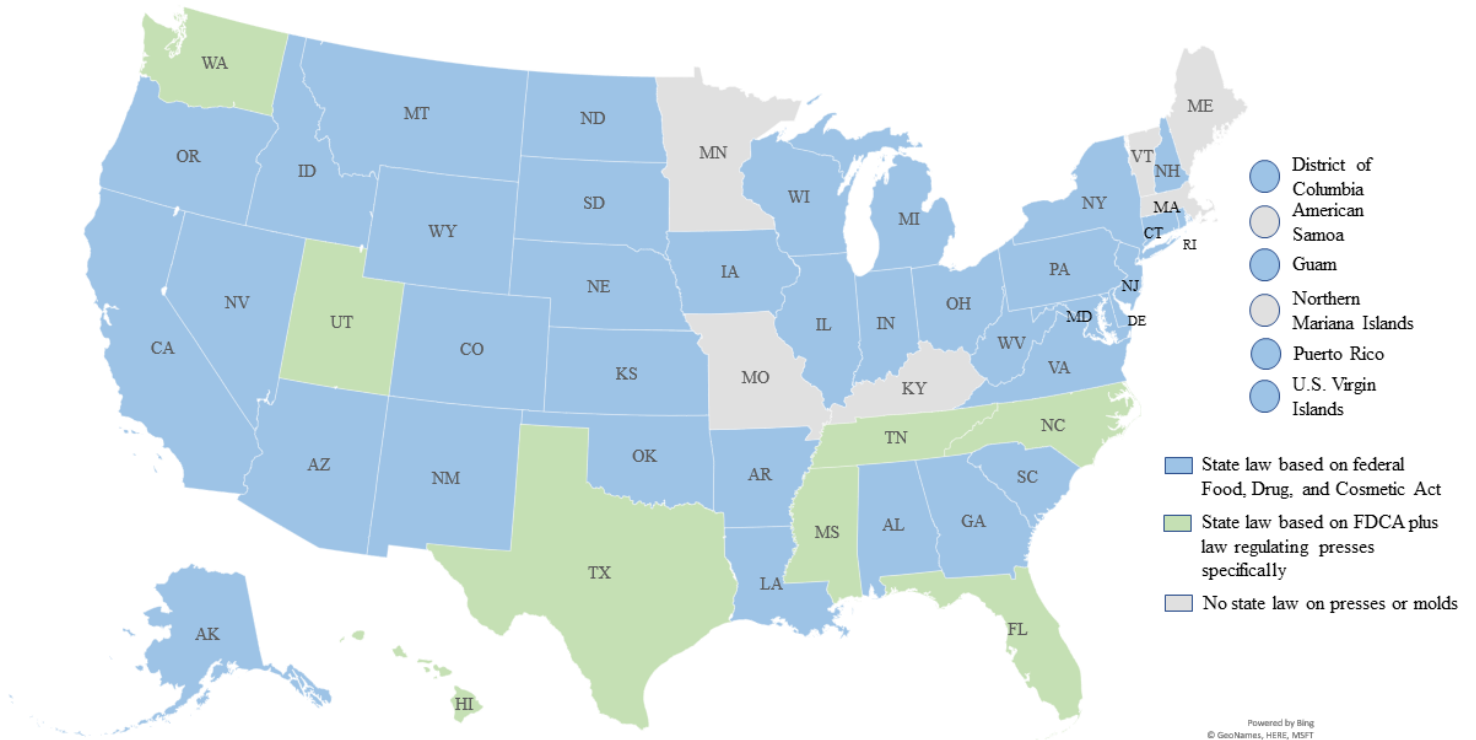 WA
MT
ND
MN
ME
OR
ID
VT
NH
WI
SD
MI
NY
MA
WY
CT
RI
IA
PA
NE
NJ
NV
OH
UT
IL
IN
MD
DE
CA
CO
WV
VA
KS
MO
KY
NC
TN
AZ
OK
NM
AR
SC
MS
AL
GA
TX
LA
FL
AK
HI
District of
Columbia
American
Samoa
Guam
Northern
Mariana Islands
Puerto Rico
U.S. Virgin
Islands
State law based on federal
Food, Drug, and Cosmetic Act
State law based on FDCA plus
law regulating presses
specifically
No state law on presses or molds
Powered by Bing
© GeoNames, HERE, MSFT